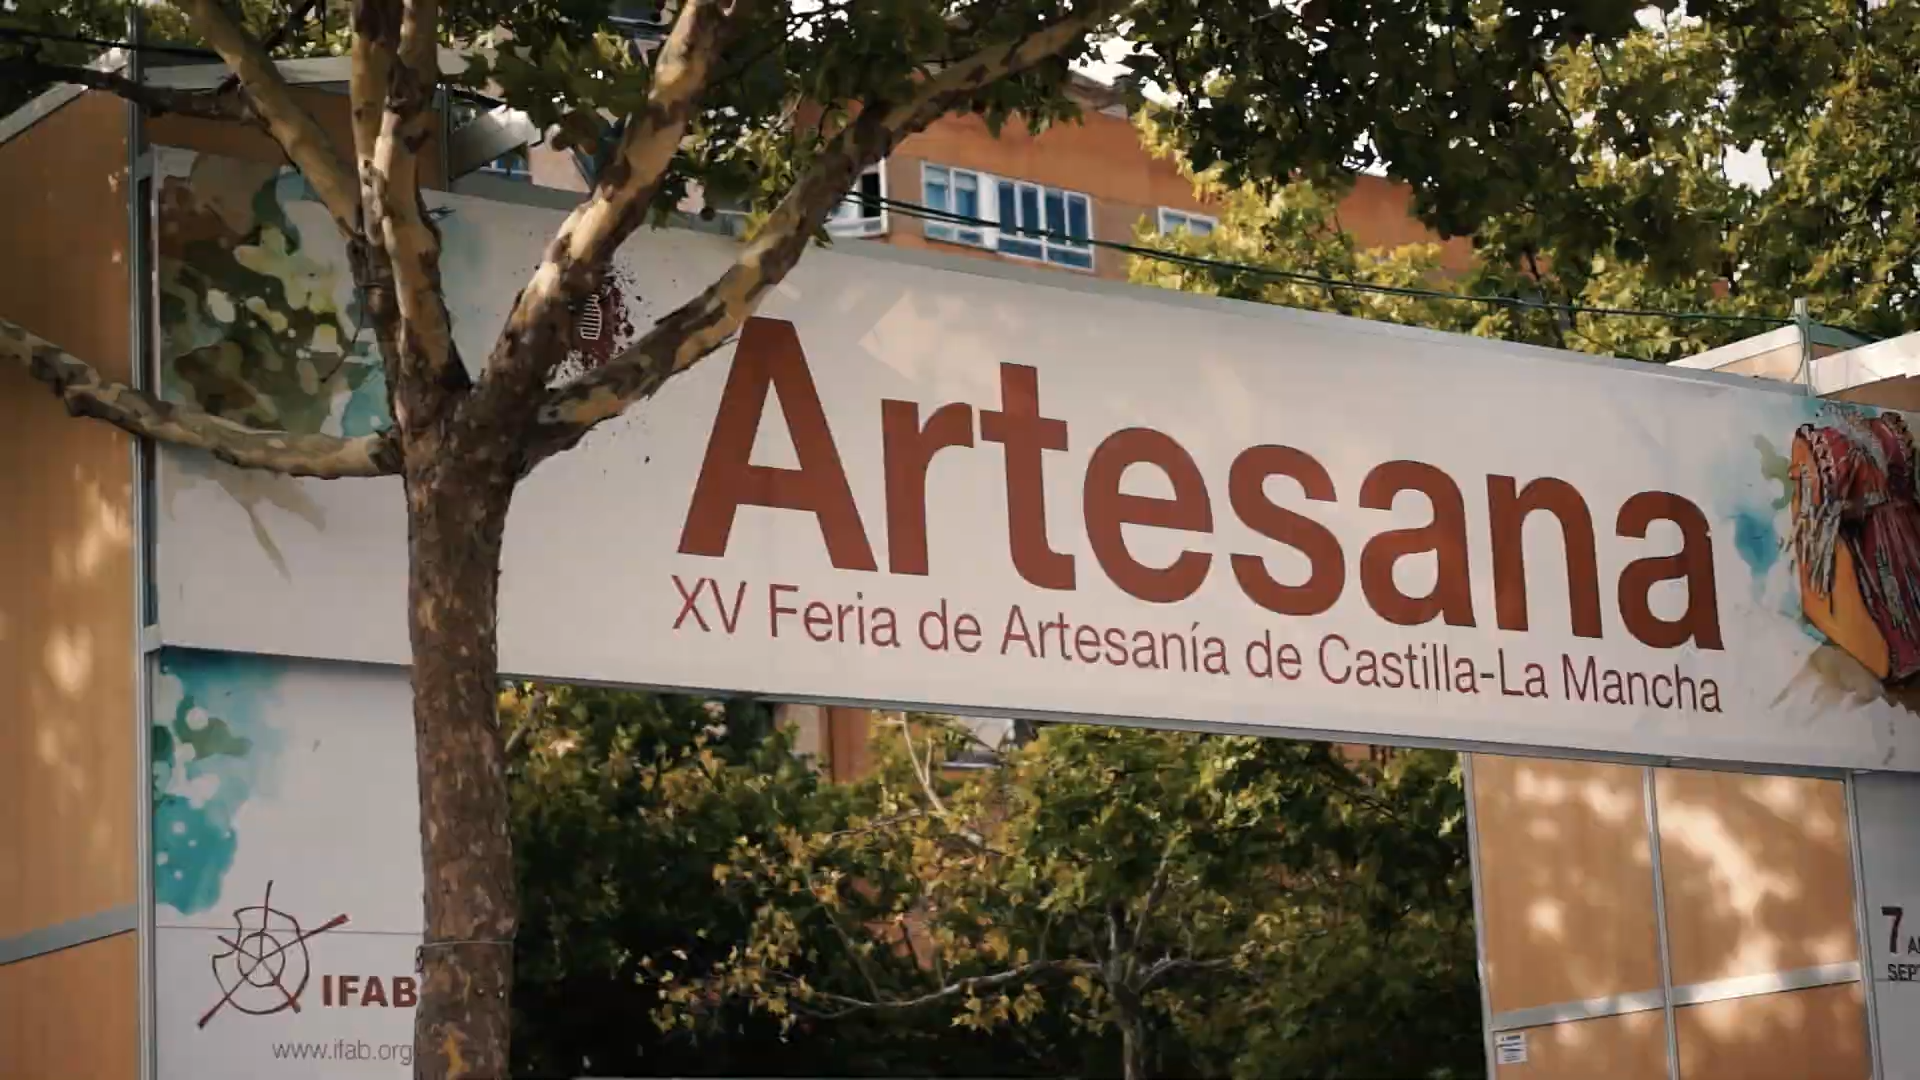 Artesana
XV Feria de Artesanía de Castilla-La Mancha
IFAB
www.ifab.org
7